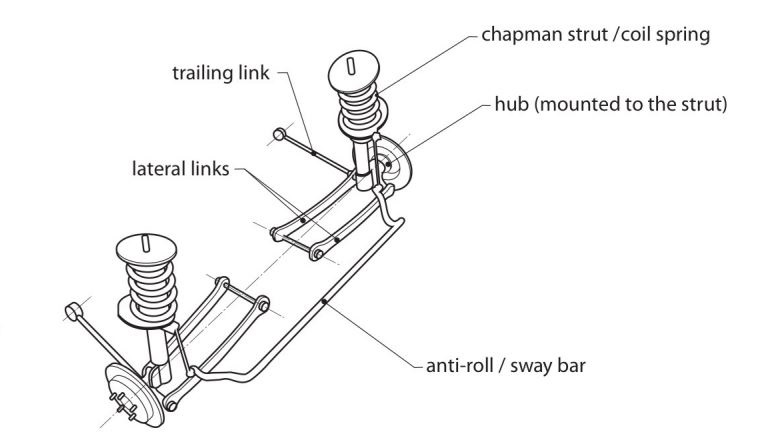 chapman strut /coil spring
trailing link
hub (mounted to the strut)
lateral links
anti-roll / sway bar